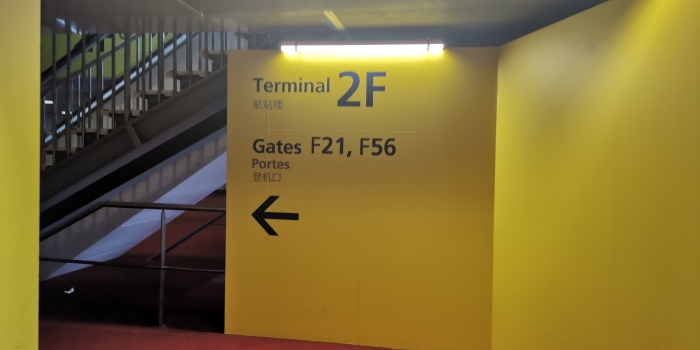 Terminal 2F
航站楼
Gates F21, F56
Portes
登机口